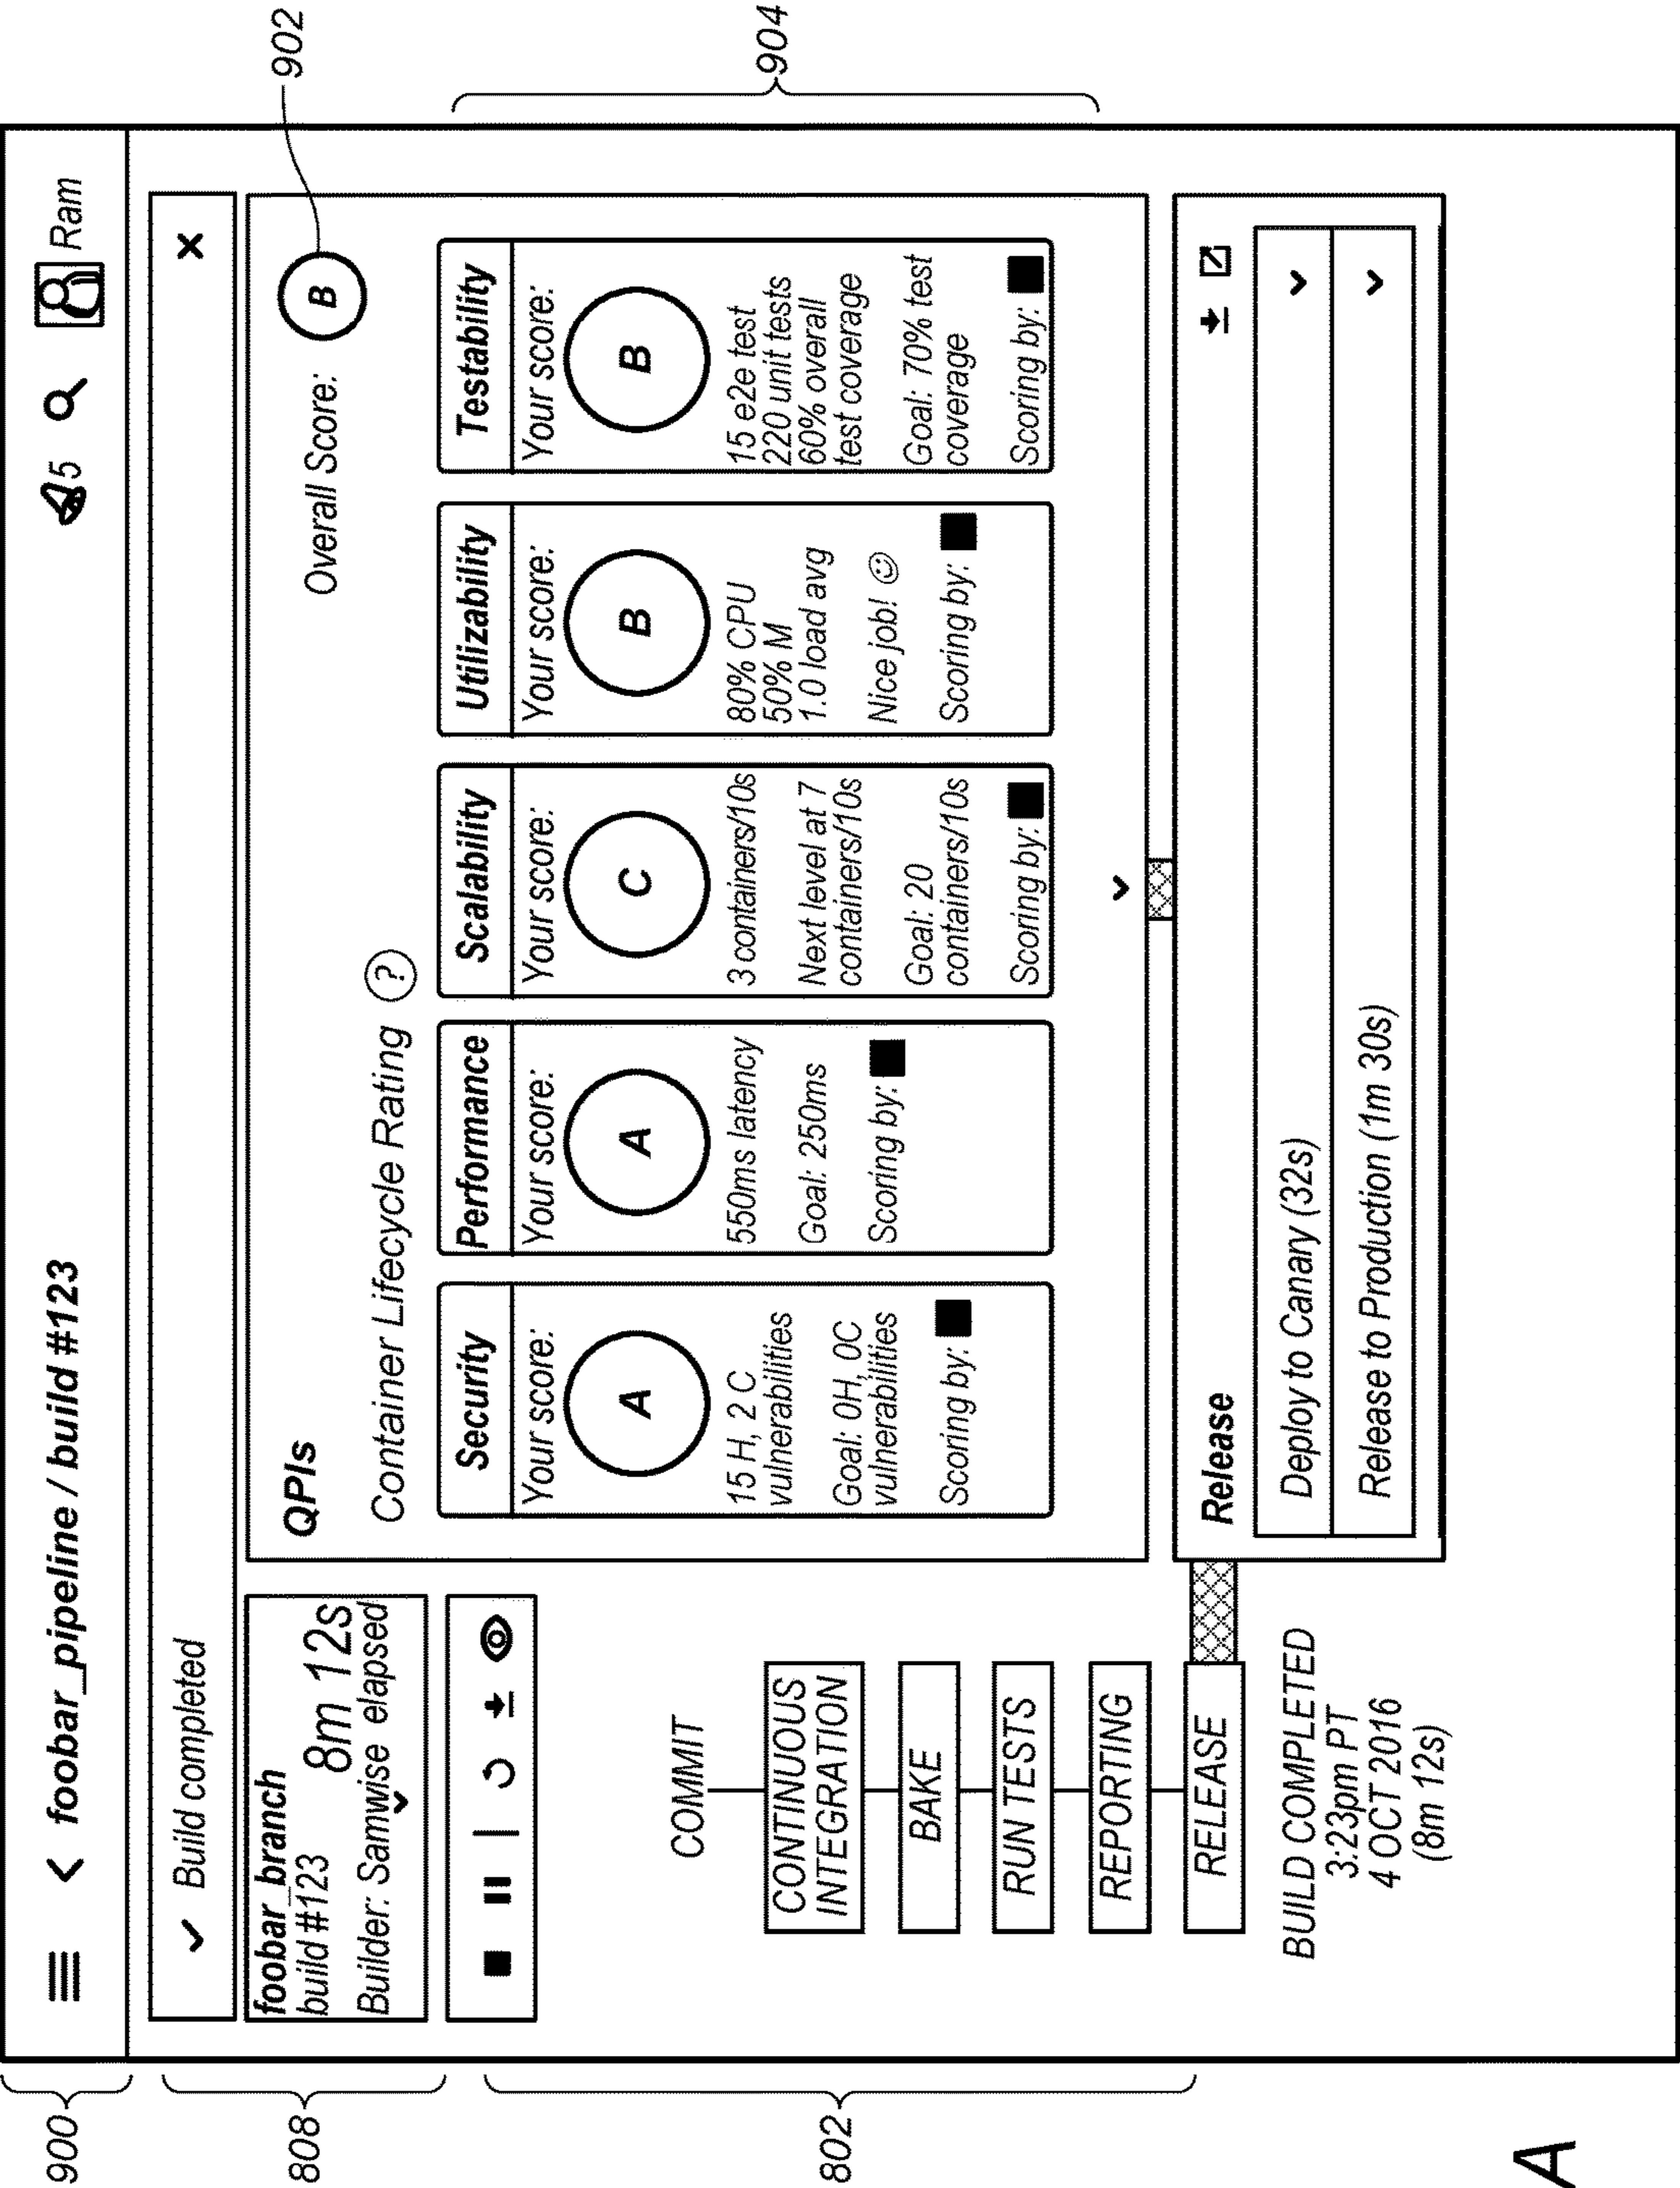 900
foobar_pipeline / build #123
5
Ram
808
Build completed
x
902
foobar_branch
build #123
8m 12s
Builder: Samwise elapsed
QPIs
Overall Score:
B
Container Lifecycle Rating ?
904
Security
Your score:
A
15 H, 2 C
vulnerabilities
Goal: 0H, 0C
vulnerabilities
Scoring by:
Performance
Your score:
A
550ms latency
Goal: 250ms
Scoring by:
Scalability
Your score:
C
3 containers/10s
Next level at 7
containers/10s
Goal: 20
containers/10s
Scoring by:
Utilizability
Your score:
B
80% CPU
50% M
1.0 load avg
Nice job! ☺
Scoring by:
Testability
Your score:
B
15 e2e test
220 unit tests
60% overall
test coverage
Goal: 70% test
coverage
Scoring by:
802
COMMIT
CONTINUOUS
INTEGRATION
BAKE
RUN TESTS
REPORTING
RELEASE
BUILD COMPLETED
3:23pm PT
4 OCT 2016
(8m 12s)
Release
Deploy to Canary (32s)
Release to Production (1m 30s)
A